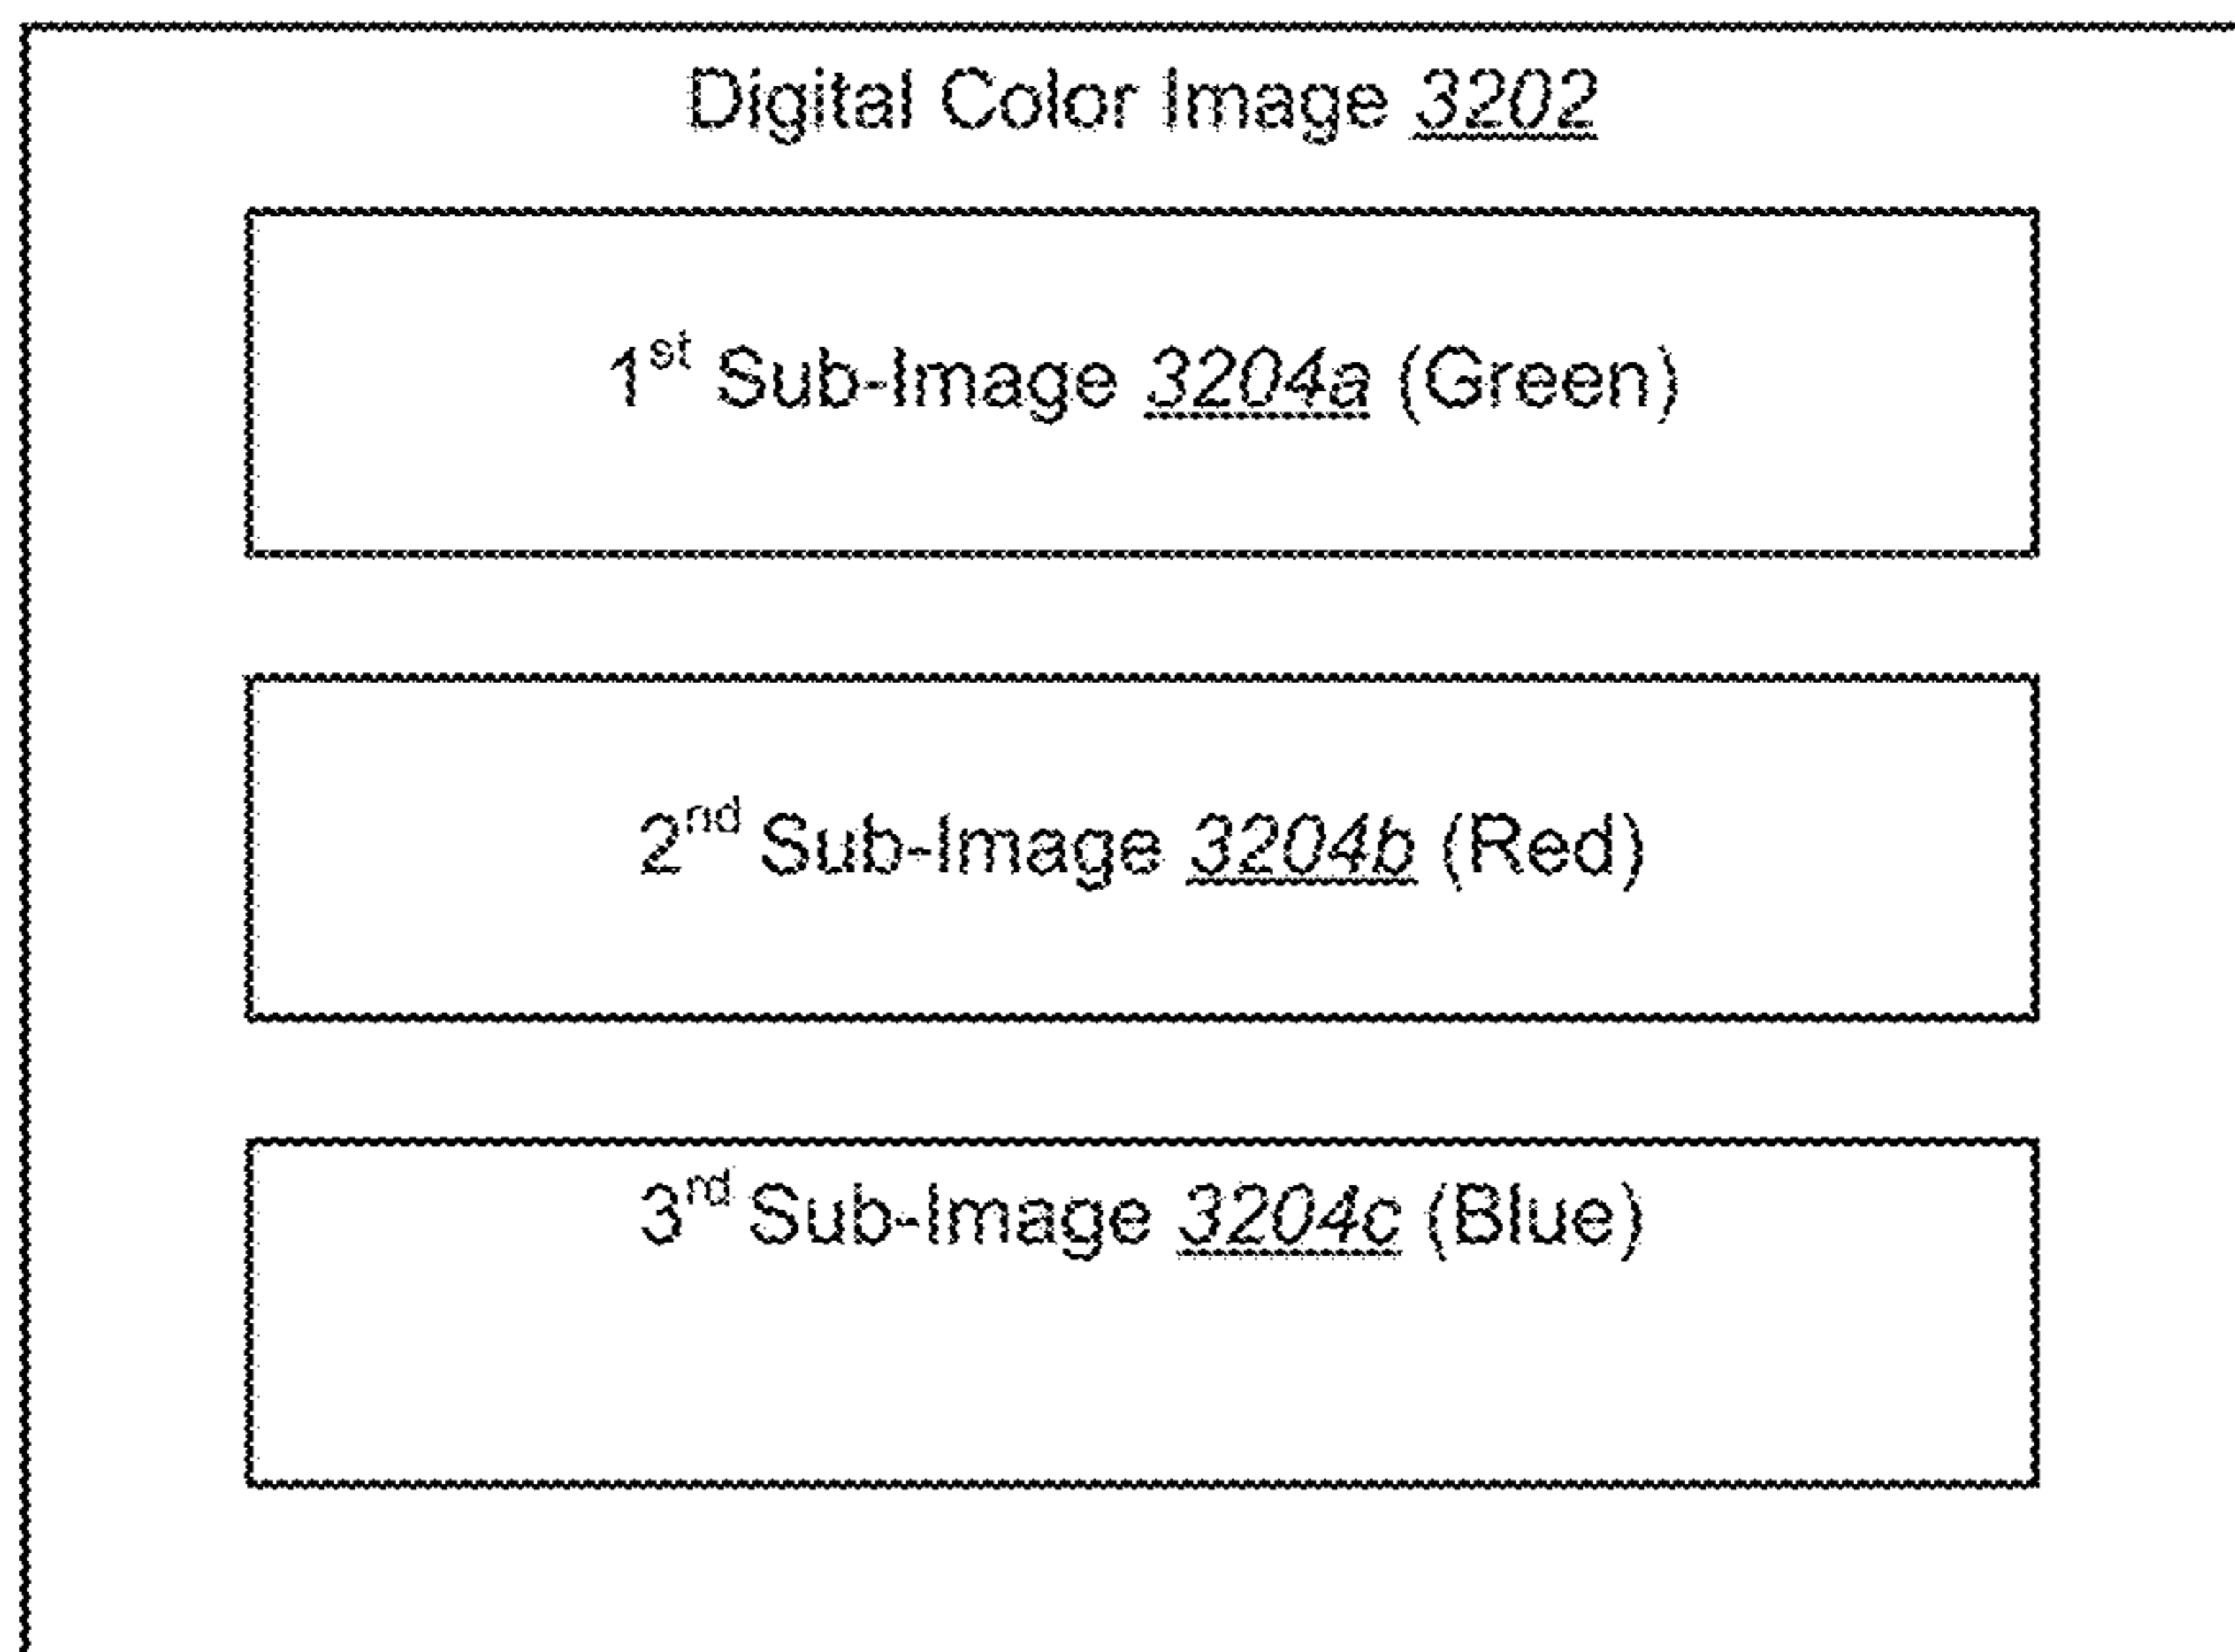 Digital Color Image 3202
1st Sub-Image 3204a (Green)
2nd Sub-Image 3204b (Red)
3rd Sub-Image 3204c (Blue)